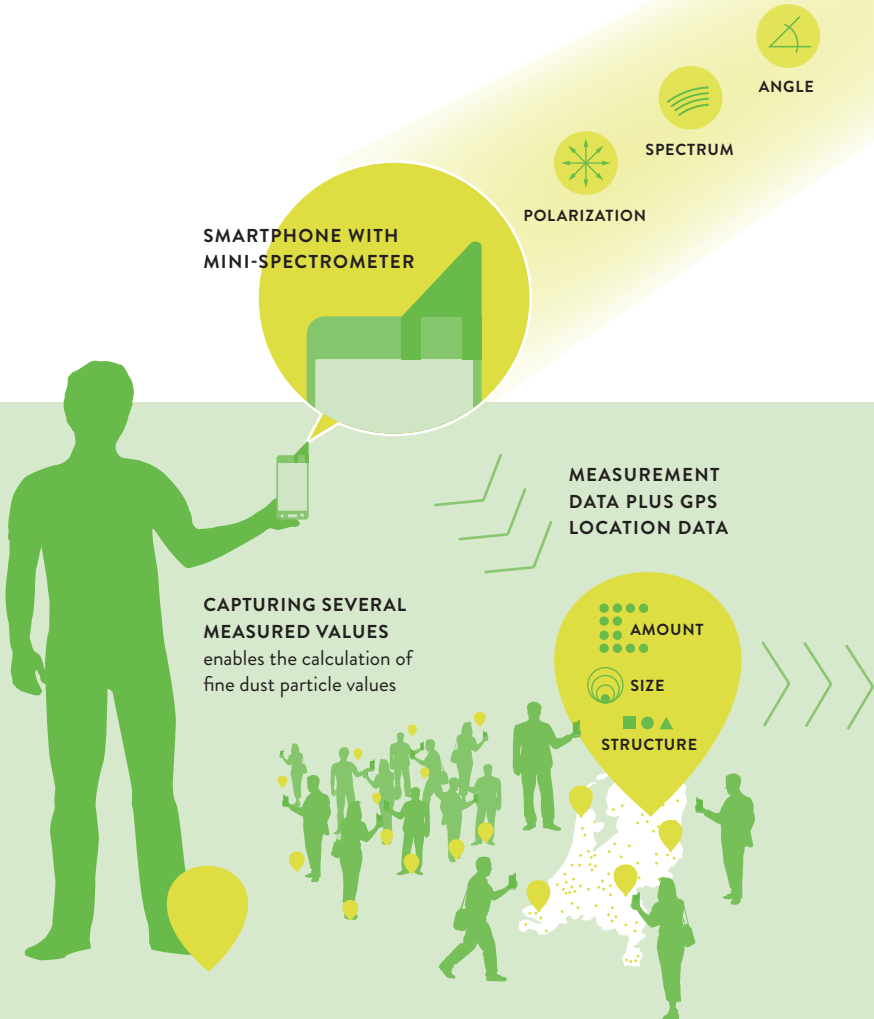 ANGLE
SPECTRUM
POLARIZATION
SMARTPHONE WITH
MINI-SPECTROMETER
MEASUREMENT
DATA PLUS GPS
LOCATION DATA
CAPTURING SEVERAL
MEASURED VALUES
enables the calculation of
fine dust particle values
AMOUNT
SIZE
STRUCTURE